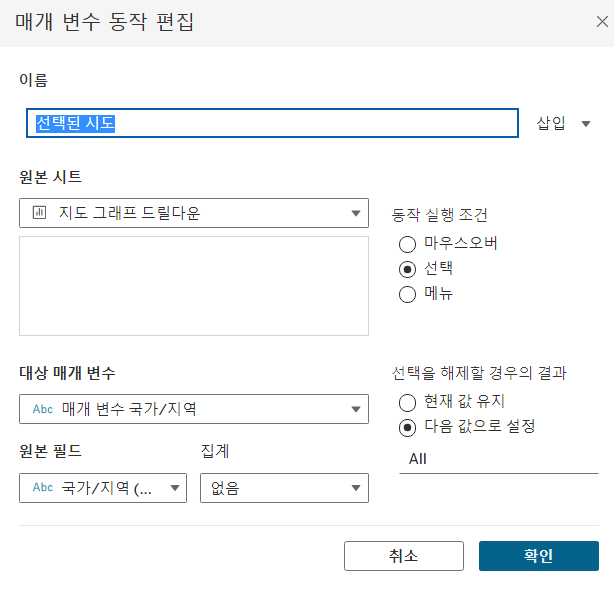 매개 변수 동작 편집
이름
선택된 시도
삽입
원본 시트
지도 그래프 드릴다운
동작 실행 조건
마우스오버
선택
메뉴
대상 매개 변수
Abc 매개 변수 국가/지역
선택을 해제할 경우의 결과
현재 값 유지
다음 값으로 설정
All
원본 필드
집계
Abc 국가/지역 (...
없음
취소
확인